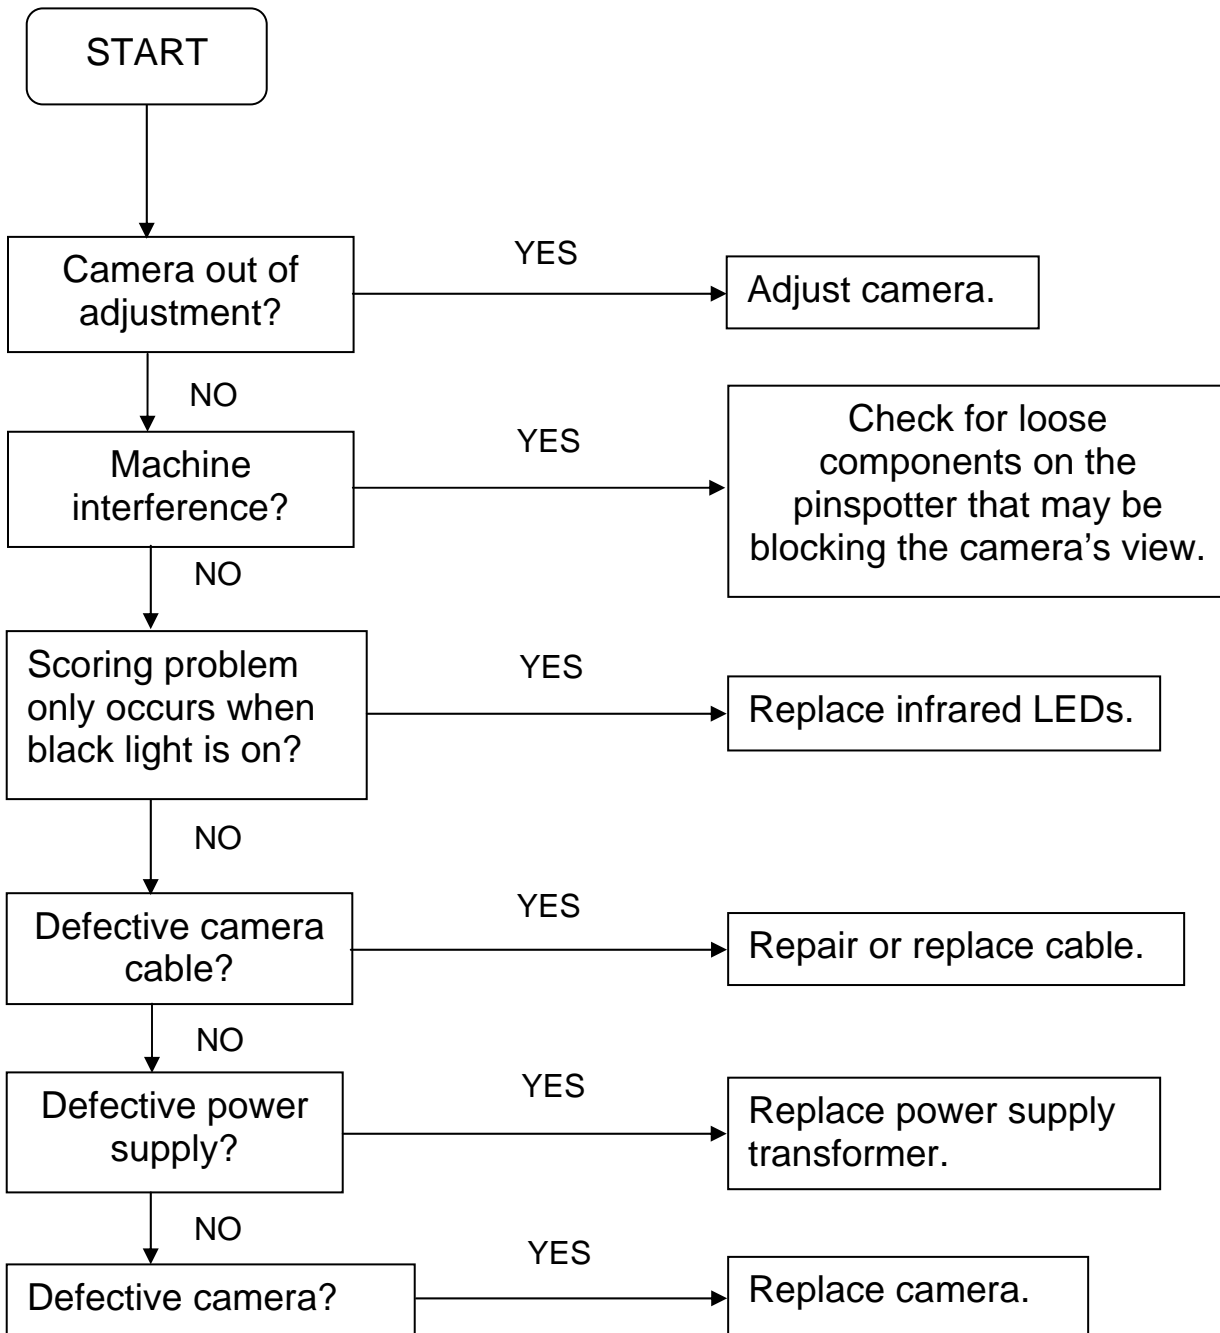 START
Camera out of
adjustment?
YES
Adjust camera.
NO
Machine
interference?
YES
Check for loose
components on the
pinspotter that may be
blocking the camera’s view.
NO
Scoring problem
only occurs when
black light is on?
YES
Replace infrared LEDs.
NO
Defective camera
cable?
YES
Repair or replace cable.
NO
Defective power
supply?
YES
Replace power supply
transformer.
NO
Defective camera?
YES
Replace camera.